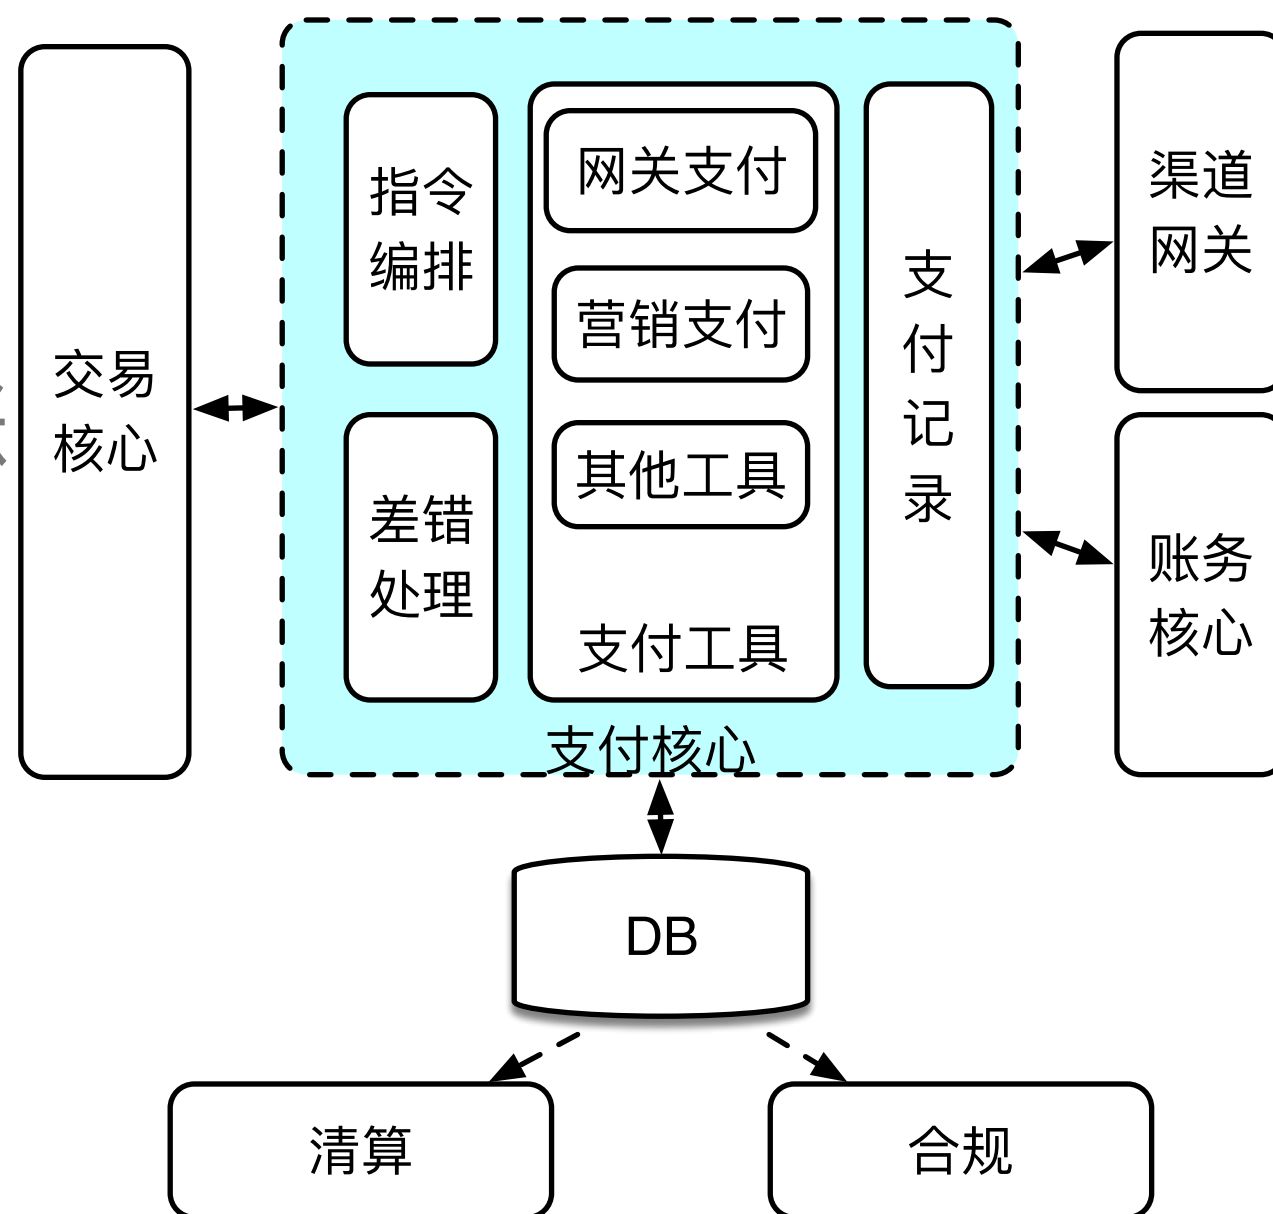 交易
核心
指令
编排
差错
处理
网关支付
营销支付
其他工具
支付工具
支
付
记
录
支付核心
渠道
网关
账务
核心
DB
清算
合规